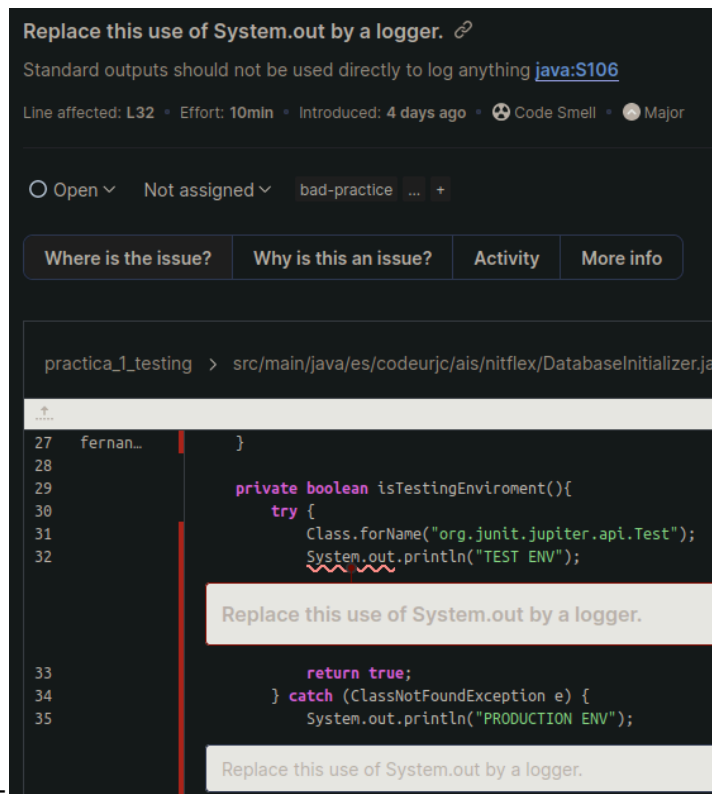 Replace this use of System.out by a logger.
Standard outputs should not be used directly to log anything java:S106
Line affected: L32 • Effort: 10min • Introduced: 4 days ago • Code Smell • Major
Open Not assigned bad-practice ... +
Where is the issue? Why is this an issue? Activity More info
practica_1_testing > src/main/java/es/codeurjc/ais/nitflex/DatabaseInitializer.ja
27 fernan... }
28
29 private boolean isTestingEnviroment(){
30 try {
31 Class.forName("org.junit.jupiter.api.Test");
32 System.out.println("TEST ENV");
Replace this use of System.out by a logger.
33 return true;
34 } catch (ClassNotFoundException e) {
35 System.out.println("PRODUCTION ENV");
Replace this use of System.out by a logger.